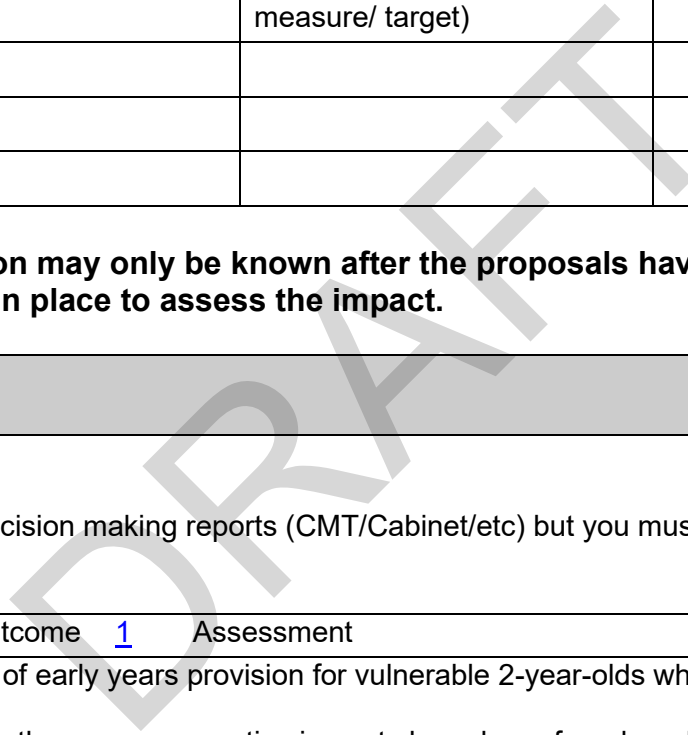 measure/ target)
on may only be known after the proposals hav
n place to assess the impact.
cision making reports (CMT/Cabinet/etc) but you mus
tcome 1 Assessment
of early years provision for vulnerable 2-year-olds wh
DRAFT